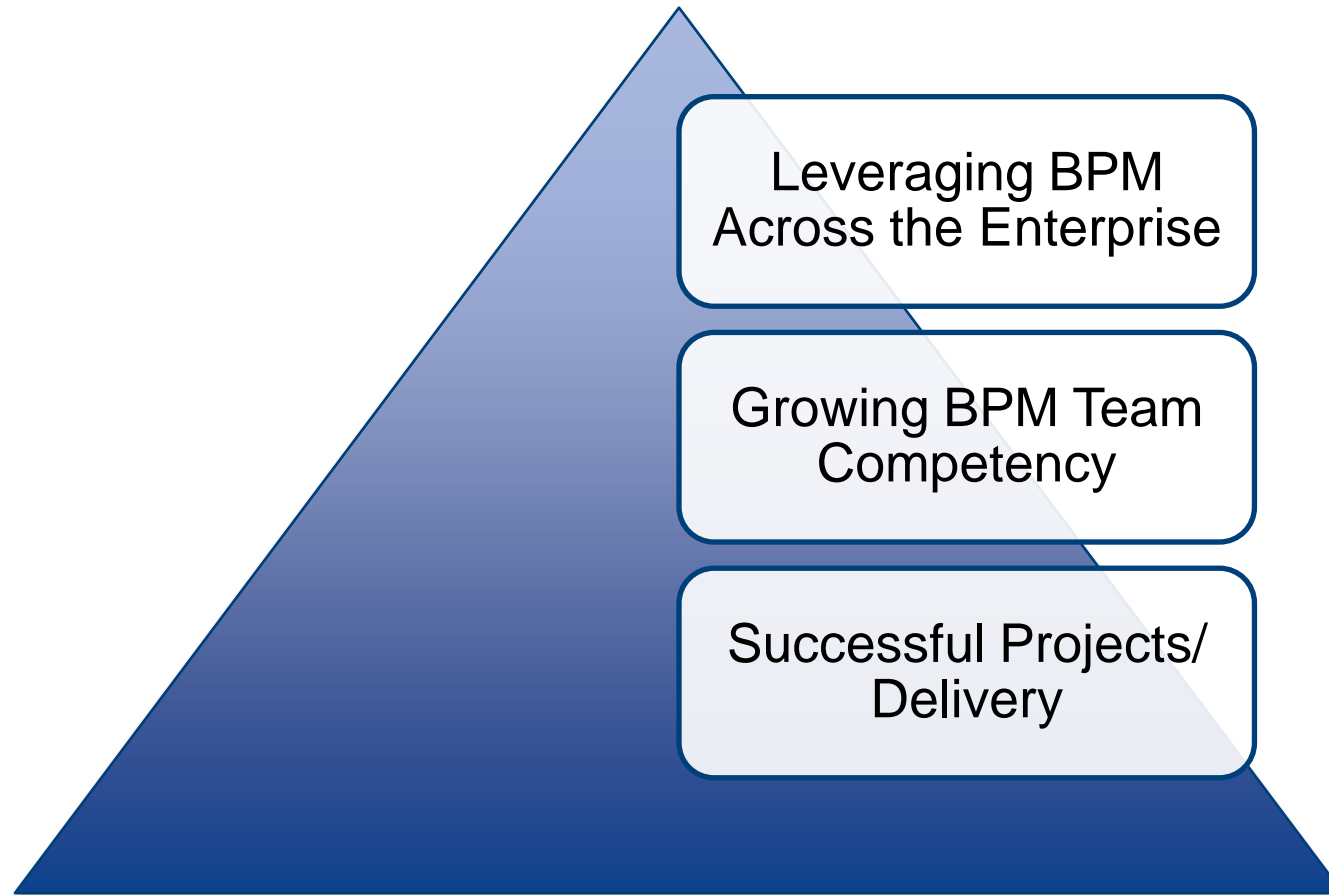 Leveraging BPM
Across the Enterprise
Growing BPM Team
Competency
Successful Projects/
Delivery